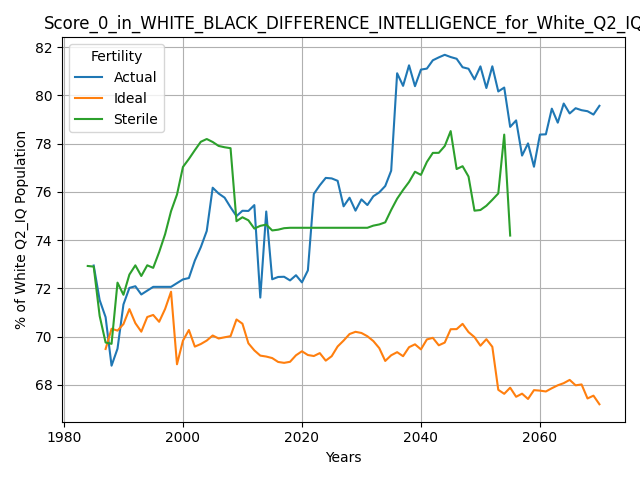 Score_0_in_WHITE_BLACK_DIFFERENCE_INTELLIGENCE_for_White_Q2_IQ
Fertility
Actual
Ideal
Sterile
% of White Q2_IQ Population
82
80
78
76
74
72
70
68
1980
2000
2020
2040
2060
Years